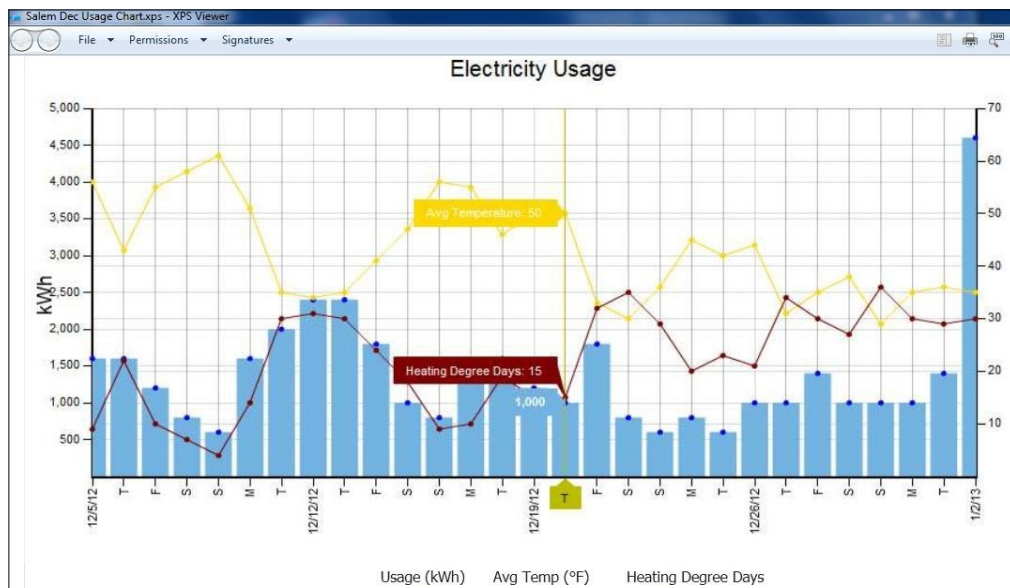 Salem Dec Usage Chart.xps - XPS Viewer
File Permissions Signatures
Electricity Usage
5,000
4,500
4,000
3,500
3,000
2,500
2,000
1,500
1,000
500
kWh
70
60
50
40
30
20
10
Avg Temperature: 50
Heating Degree Days: 15
1,000
12/5/12 T F S S M T 12/12/12 T F S S M T 12/19/12 T F S S M T 12/26/12 T F S S M T 1/2/13
Usage (kWh) Avg Temp (°F) Heating Degree Days